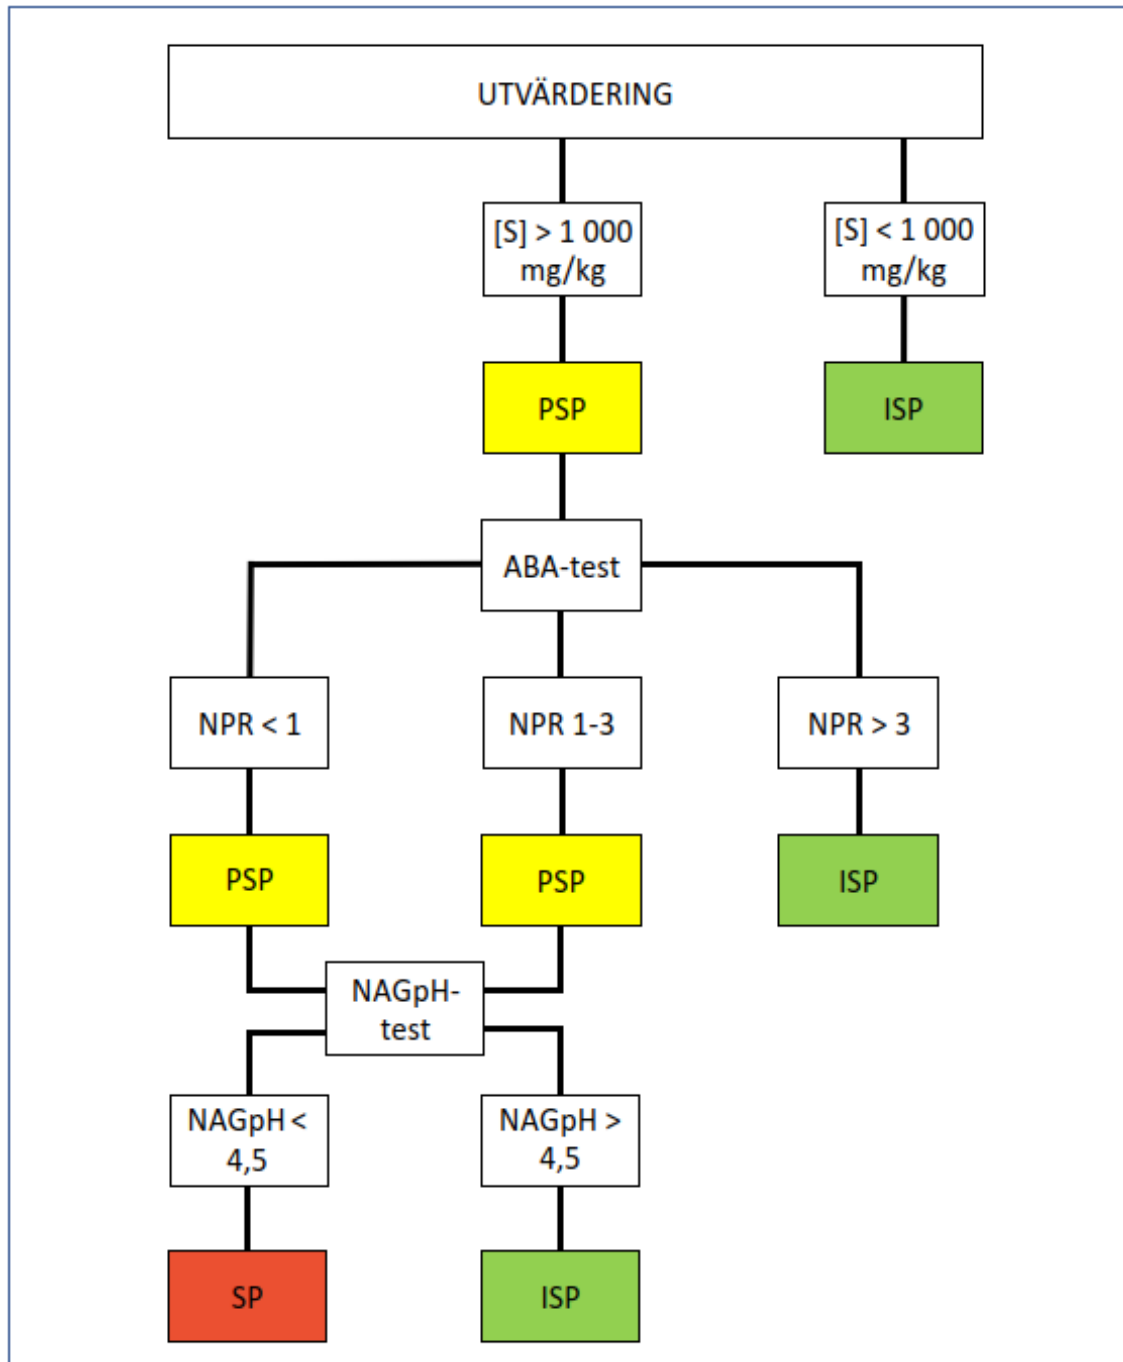 UTVÄRDERING
[S] > 1 000
mg/kg
[S] < 1 000
mg/kg
PSP
ISP
ABA-test
NPR < 1
NPR 1-3
NPR > 3
PSP
PSP
ISP
NAGpH-
test
NAGpH <
4,5
NAGpH >
4,5
SP
ISP